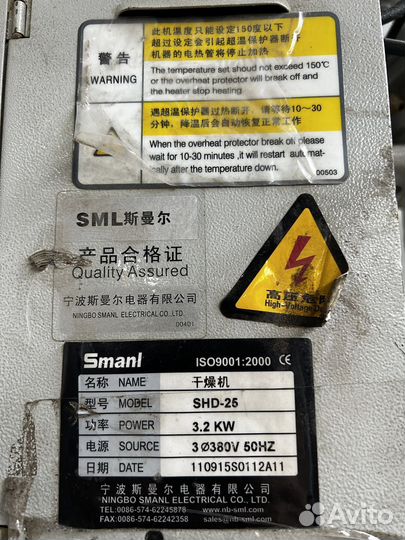 此机温度只能设定150度以下
超过设定会引起超温保护器断开
机器的电热管将停止加热
警告
WARNING
The temperature set shoud not exceed 150℃
or the overheat protector will break off and
the heater stop heating.
遇超温保护器过热断开，请等待10~30
分钟，降温后会自动恢复正常工作
When the overheat protector break off, please
wait for 10-30 minutes ,it will restart automat-
ically after the temperature down.
00503
SML斯曼尔
产品合格证
Quality Assured
宁波斯曼尔电器有限公司
NINGBO SMANL ELECTRICAL CO.,LTD.
00401
高压危险
High-Voltage
Smanl ISO9001:2000 CE
名称 NAME 干燥机
型号 MODEL SHD-25
功率 POWER 3.2 KW
电源 SOURCE 3Ø380V 50HZ
日期 DATE 110915S0112A11
宁波斯曼尔电器有限公司
NINGBO SMANL ELECTRICAL CO., LTD.
TEL:0086-574-62245878 www.nb-sml.com
FAX:0086-574-62242358 sales@nb-sml.com
Avito